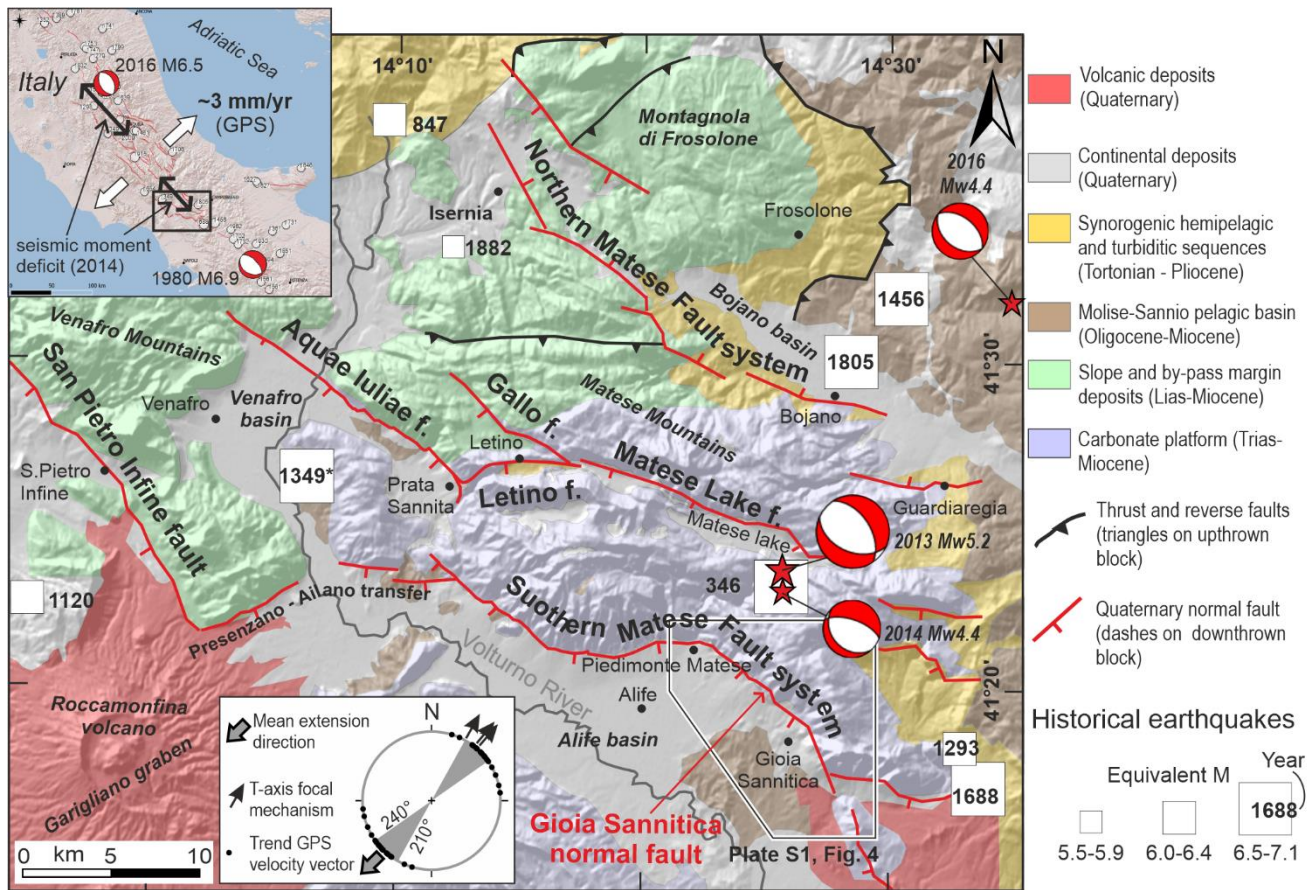 Adriatic Sea
2016 M6.5
Italy
~3 mm/yr
(GPS)
seismic moment
deficit (2014)
1980 M6.9
0 50 100 km
14°10'
14°30'
N
847
Montagnola
di Frosolone
2016
Mw4.4
Isernia
Frosolone
1882
Northern Matese Fault system
Bojano basin
1456
1805
41°30'
Venafro Mountains
Aquae Iuliae f.
Gallo f.
Matese Mountains
Bojano
San Pietro Infine fault
Venafro
Venafro
basin
Letino
S.Pietro
Infine
1349*
Prata
Sannita
Letino f.
Matese Lake f.
Matese lake
Guardiaregia
2013 Mw5.2
346
1120
Presenzano - Ailano transfer
Suothern Matese Fault system
2014 Mw4.4
Volturno River
Piedimonte Matese
41°20'
Alife
Roccamonfina
volcano
Alife basin
Gioia
Sannitica
1293
1688
Garigliano graben
Gioia Sannitica
normal fault
Plate S1, Fig. 4
0 km 5 10
Mean extension
direction
T-axis focal
mechanism
Trend GPS
velocity vector
N
240°
210°
Volcanic deposits
(Quaternary)
Continental deposits
(Quaternary)
Synorogenic hemipelagic
and turbiditic sequences
(Tortonian - Pliocene)
Molise-Sannio pelagic basin
(Oligocene-Miocene)
Slope and by-pass margin
deposits (Lias-Miocene)
Carbonate platform (Trias-
Miocene)
Thrust and reverse faults
(triangles on upthrown
block)
Quaternary normal fault
(dashes on downthrown
block)
Historical earthquakes
Equivalent M
Year
1688
5.5-5.9
6.0-6.4
6.5-7.1